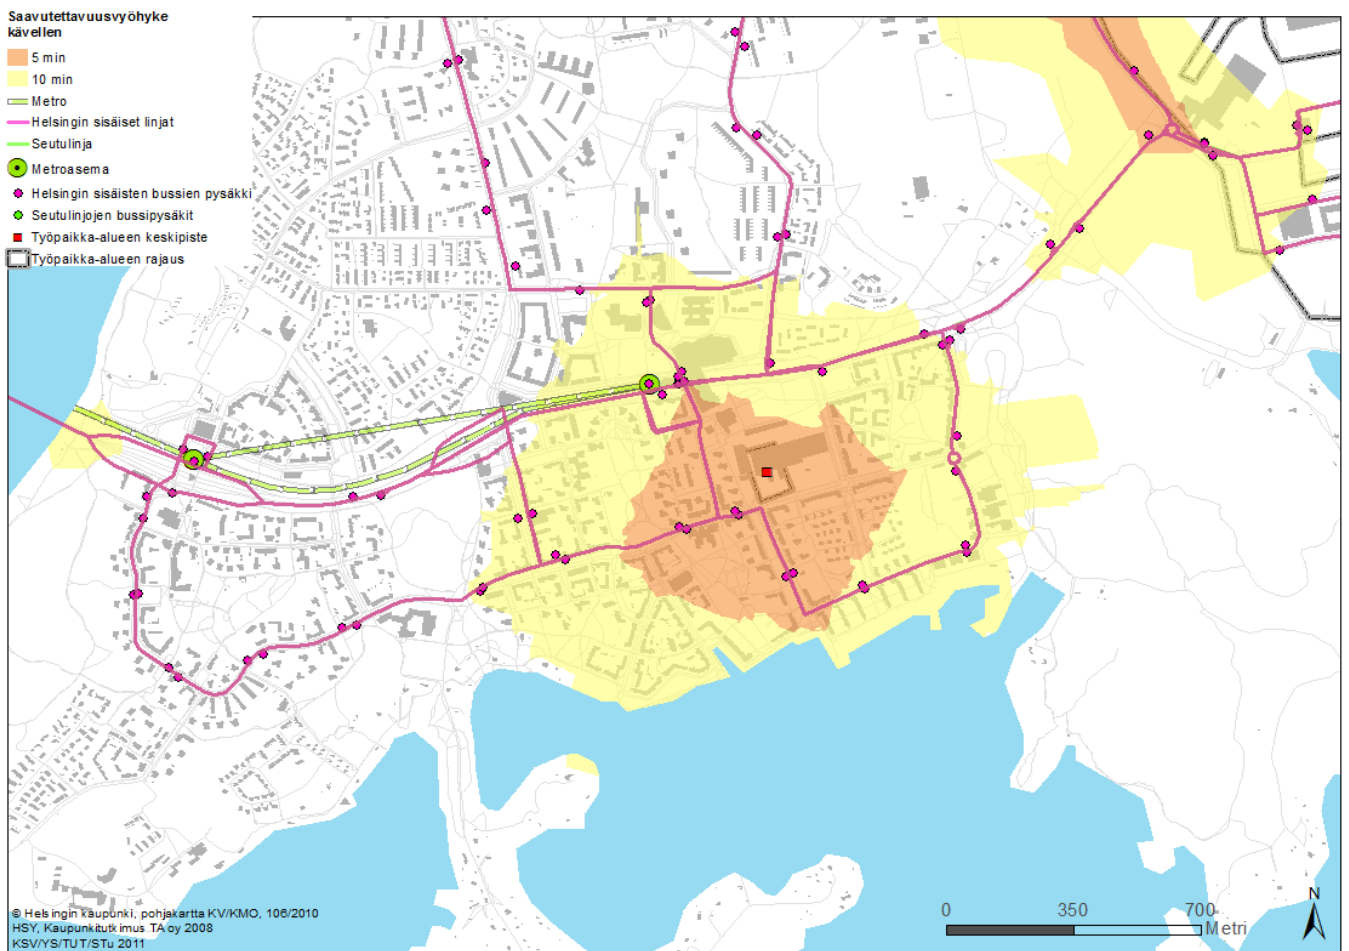 Saavutettavuusvyöhyke
kävellen
5 min
10 min
Metro
Helsingin sisäiset linjat
Seutulinja
Metroasema
Helsingin sisäisten bussien pysäkki
Seutulinjojen bussipysäkit
Työpaikka-alueen keskipiste
Työpaikka-alueen rajaus
© Helsingin kaupunki, pohjakartta KV/KMO, 106/2010
HSY, Kaupunkitutkimus TA oy 2008
KSV/YS/TUT/STu 2011
0 350 700
Metri
N